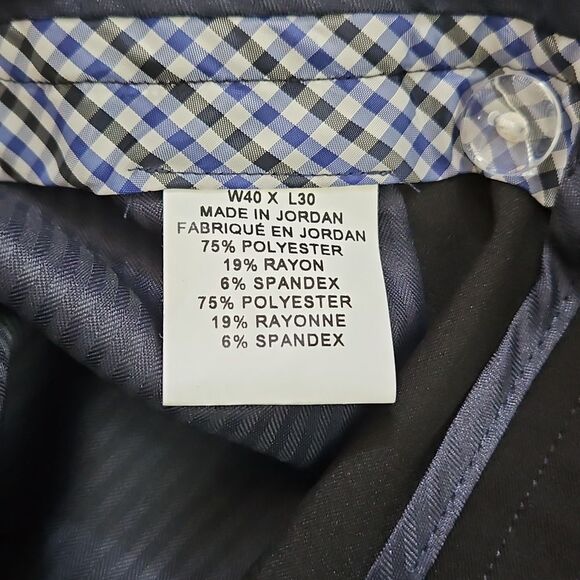 W40 X L30
MADE IN JORDAN
FABRIQUÉ EN JORDAN
75% POLYESTER
19% RAYON
6% SPANDEX
75% POLYESTER
19% RAYONNE
6% SPANDEX